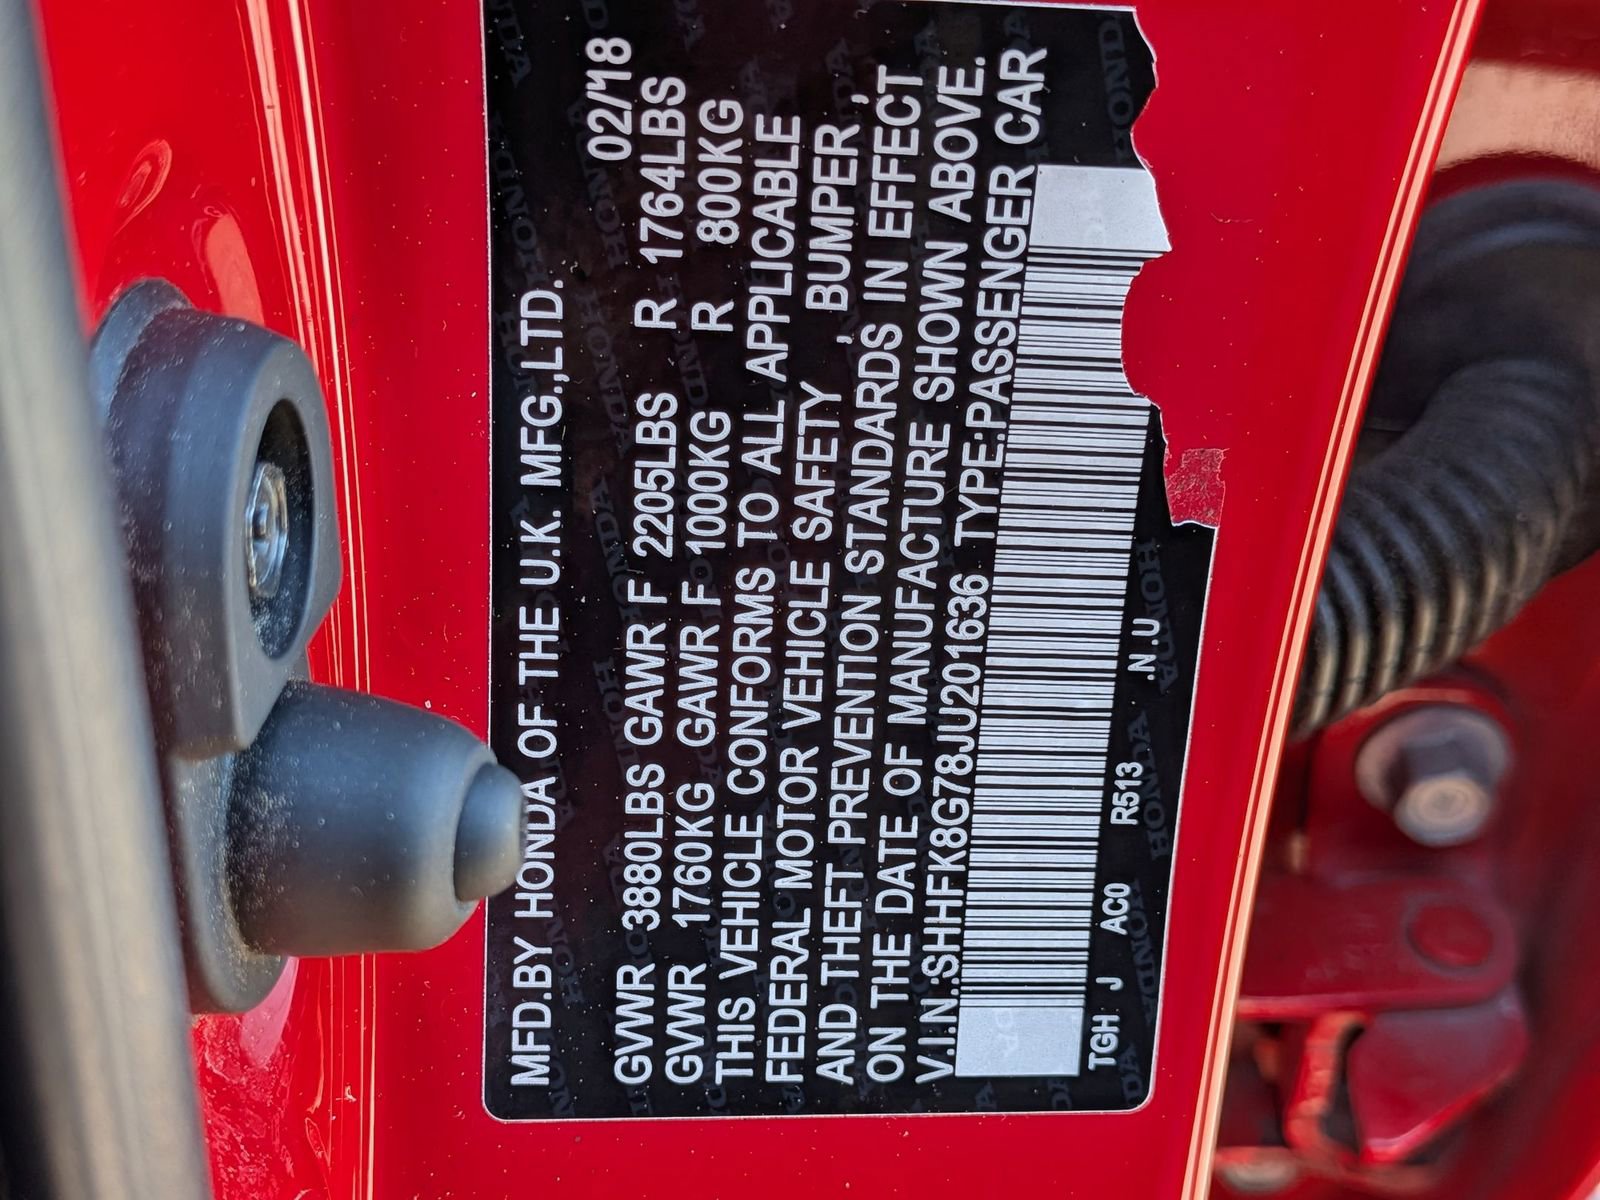 MFD.BY HONDA OF THE U.K. MFG.,LTD.
02/18
GVWR 3880LBS GAWR F 2205LBS R 1764LBS
GVWR 1760KG GAWR F 1000KG R 800KG
THIS VEHICLE CONFORMS TO ALL APPLICABLE
FEDERAL MOTOR VEHICLE SAFETY , BUMPER ,
AND THEFT PREVENTION STANDARDS IN EFFECT
ON THE DATE OF MANUFACTURE SHOWN ABOVE.
V.I.N.:SHHFK8G78JU201636 TYPE:PASSENGER CAR
TGH J AC0 R513 .N.U